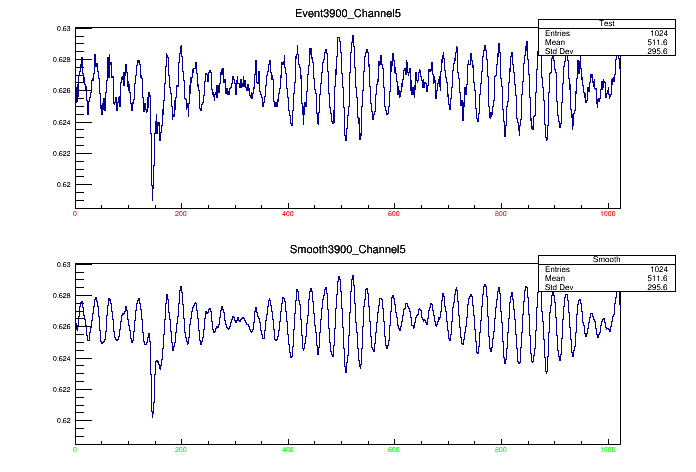 Event3900_Channel5
Test
Entries 1024
Mean 511.6
Std Dev 295.6
0.63
0.628
0.626
0.624
0.622
0.62
0 200 400 600 800 1000
Smooth3900_Channel5
Smooth
Entries 1024
Mean 511.6
Std Dev 295.6
0.63
0.628
0.626
0.624
0.622
0.62
0 200 400 600 800 1000